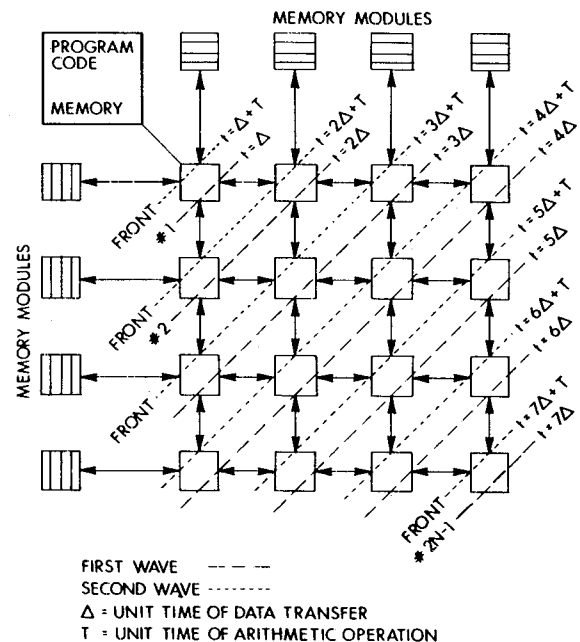 MEMORY MODULES
PROGRAM
CODE
MEMORY
t = Δ + T
t = Δ
t = 2Δ + T
t = 2Δ
t = 3Δ + T
t = 3Δ
t = 4Δ + T
t = 4Δ
MEMORY MODULES
FRONT
#1
t = 5Δ + T
t = 5Δ
FRONT
#2
t = 6Δ + T
t = 6Δ
FRONT
t = 7Δ + T
t = 7Δ
FRONT
#2N-1
FIRST WAVE
SECOND WAVE
Δ = UNIT TIME OF DATA TRANSFER
T = UNIT TIME OF ARITHMETIC OPERATION